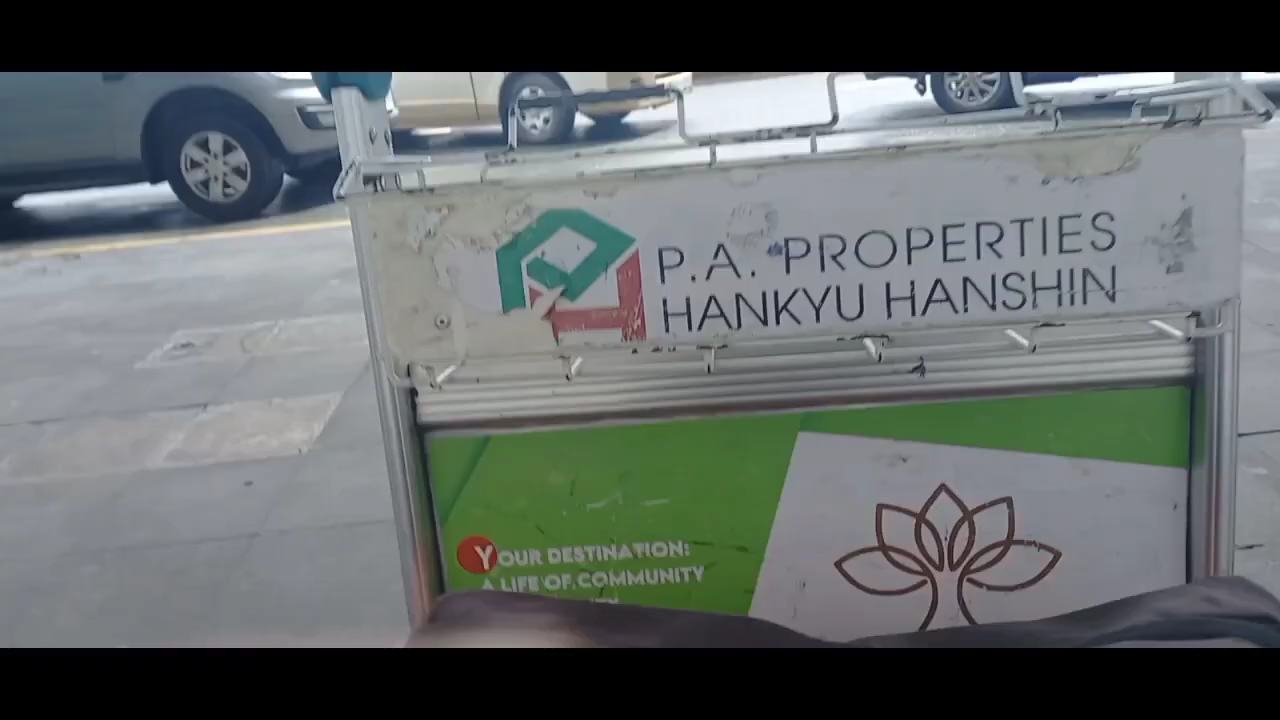 P.A. PROPERTIES
HANKYU HANSHIN
YOUR DESTINATION:
A LIFE OF COMMUNITY